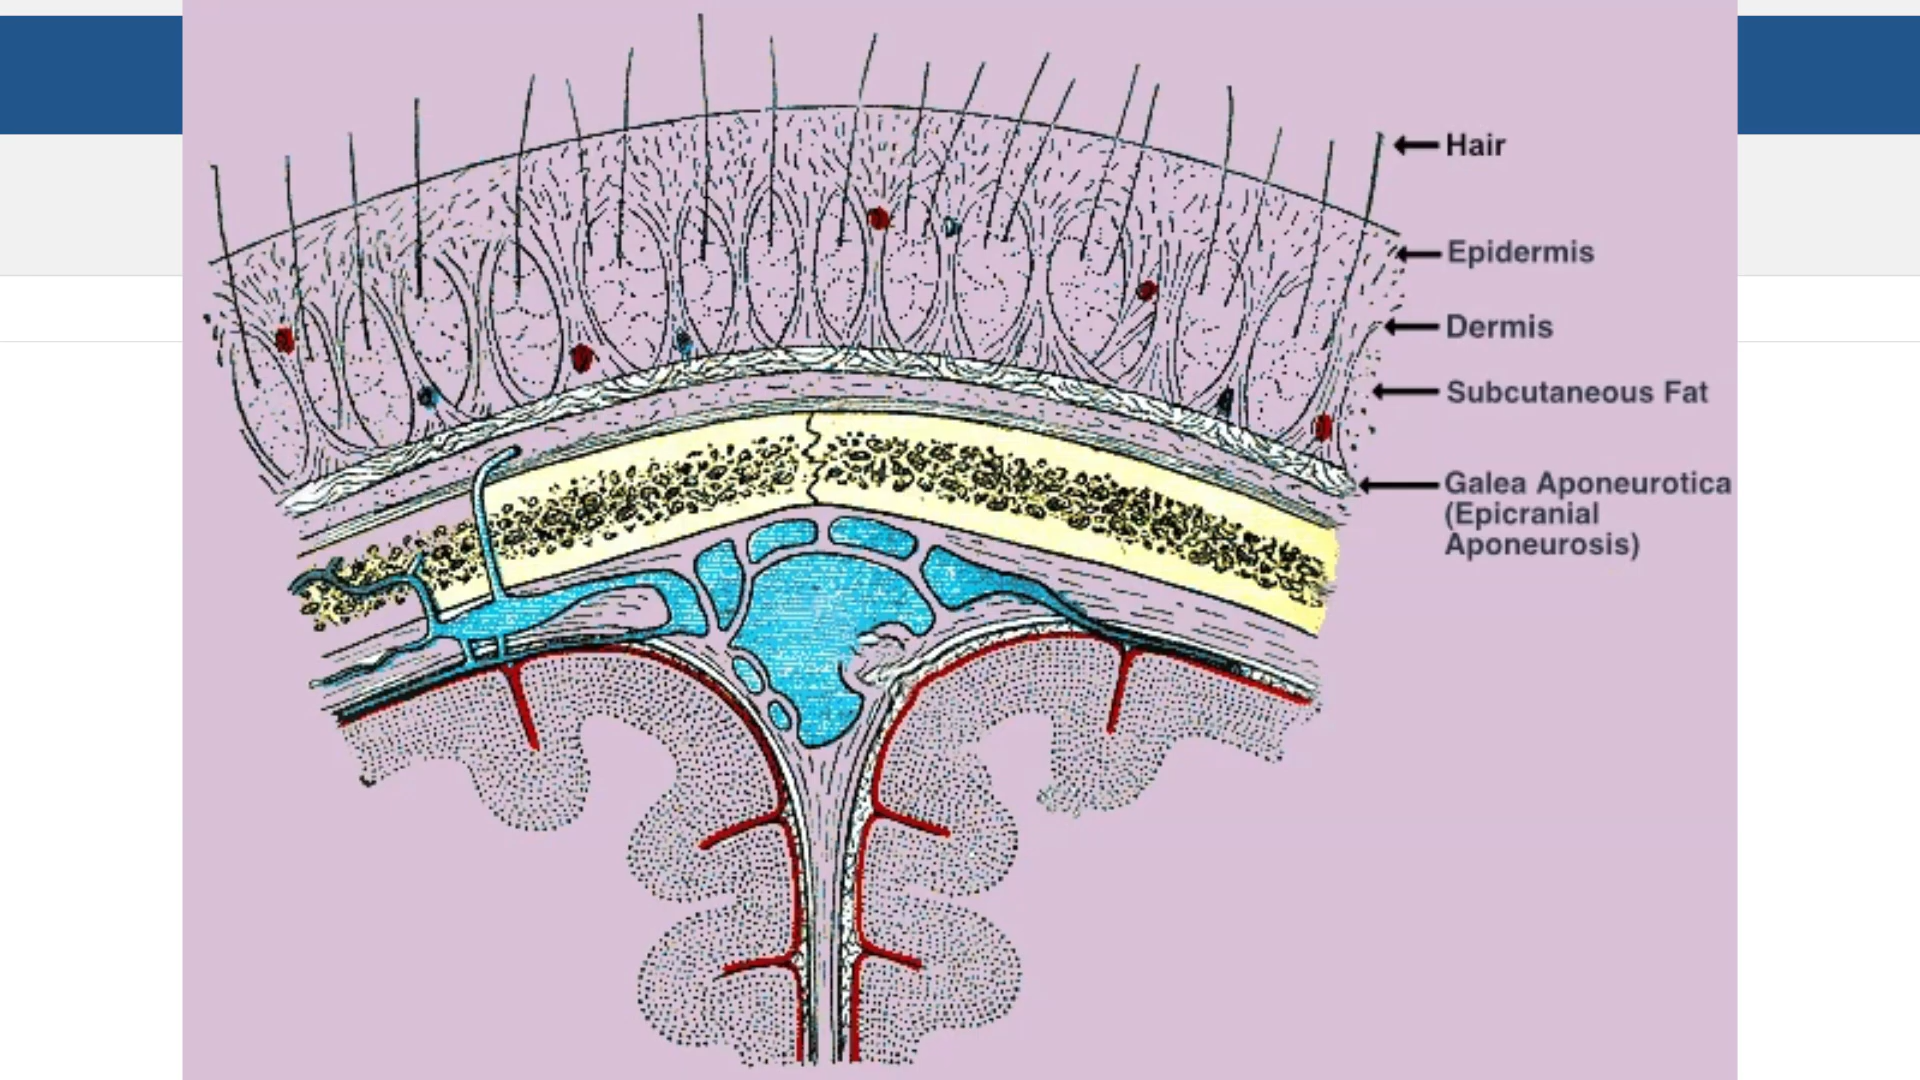 Hair
Epidermis
Dermis
Subcutaneous Fat
Galea Aponeurotica
(Epicranial
Aponeurosis)